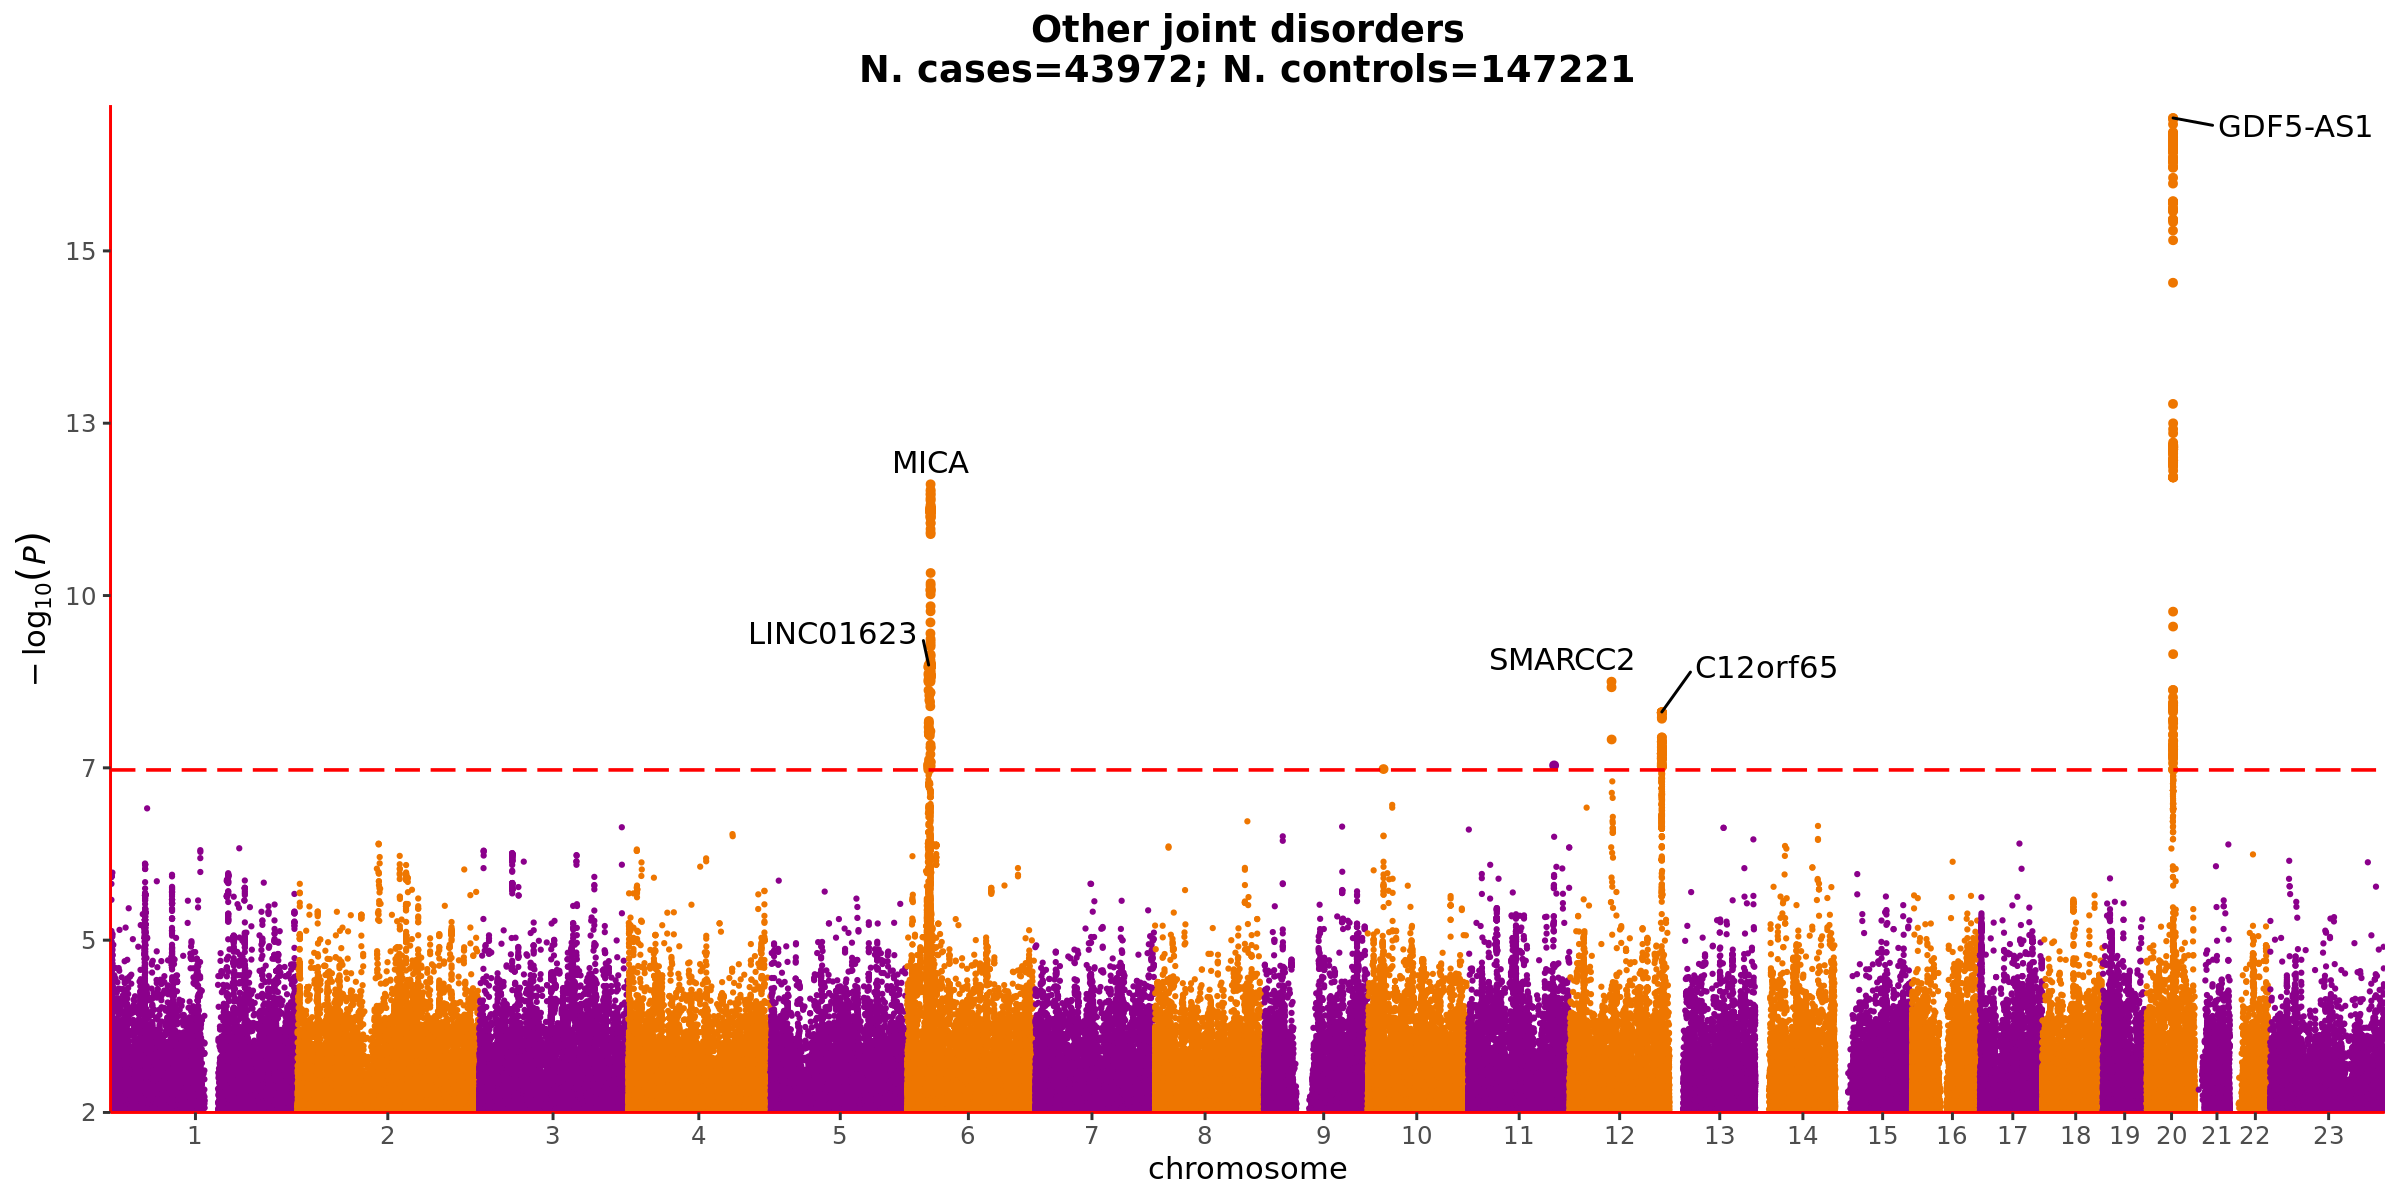 Other joint disorders
N. cases=43972; N. controls=147221
GDF5-AS1
15
13
MICA
10
LINC01623
SMARCC2
C12orf65
7
5
2
− log10(P)
1 2 3 4 5 6 7 8 9 10 11 12 13 14 15 16 17 18 19 20 21 22 23
chromosome